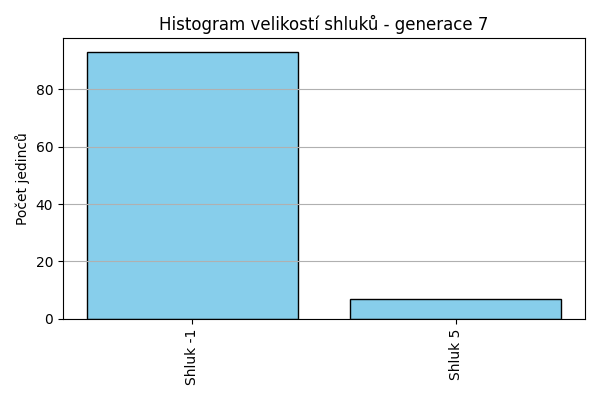 Histogram velikostí shluků - generace 7
Počet jedinců
80
60
40
20
0
Shluk -1
Shluk 5